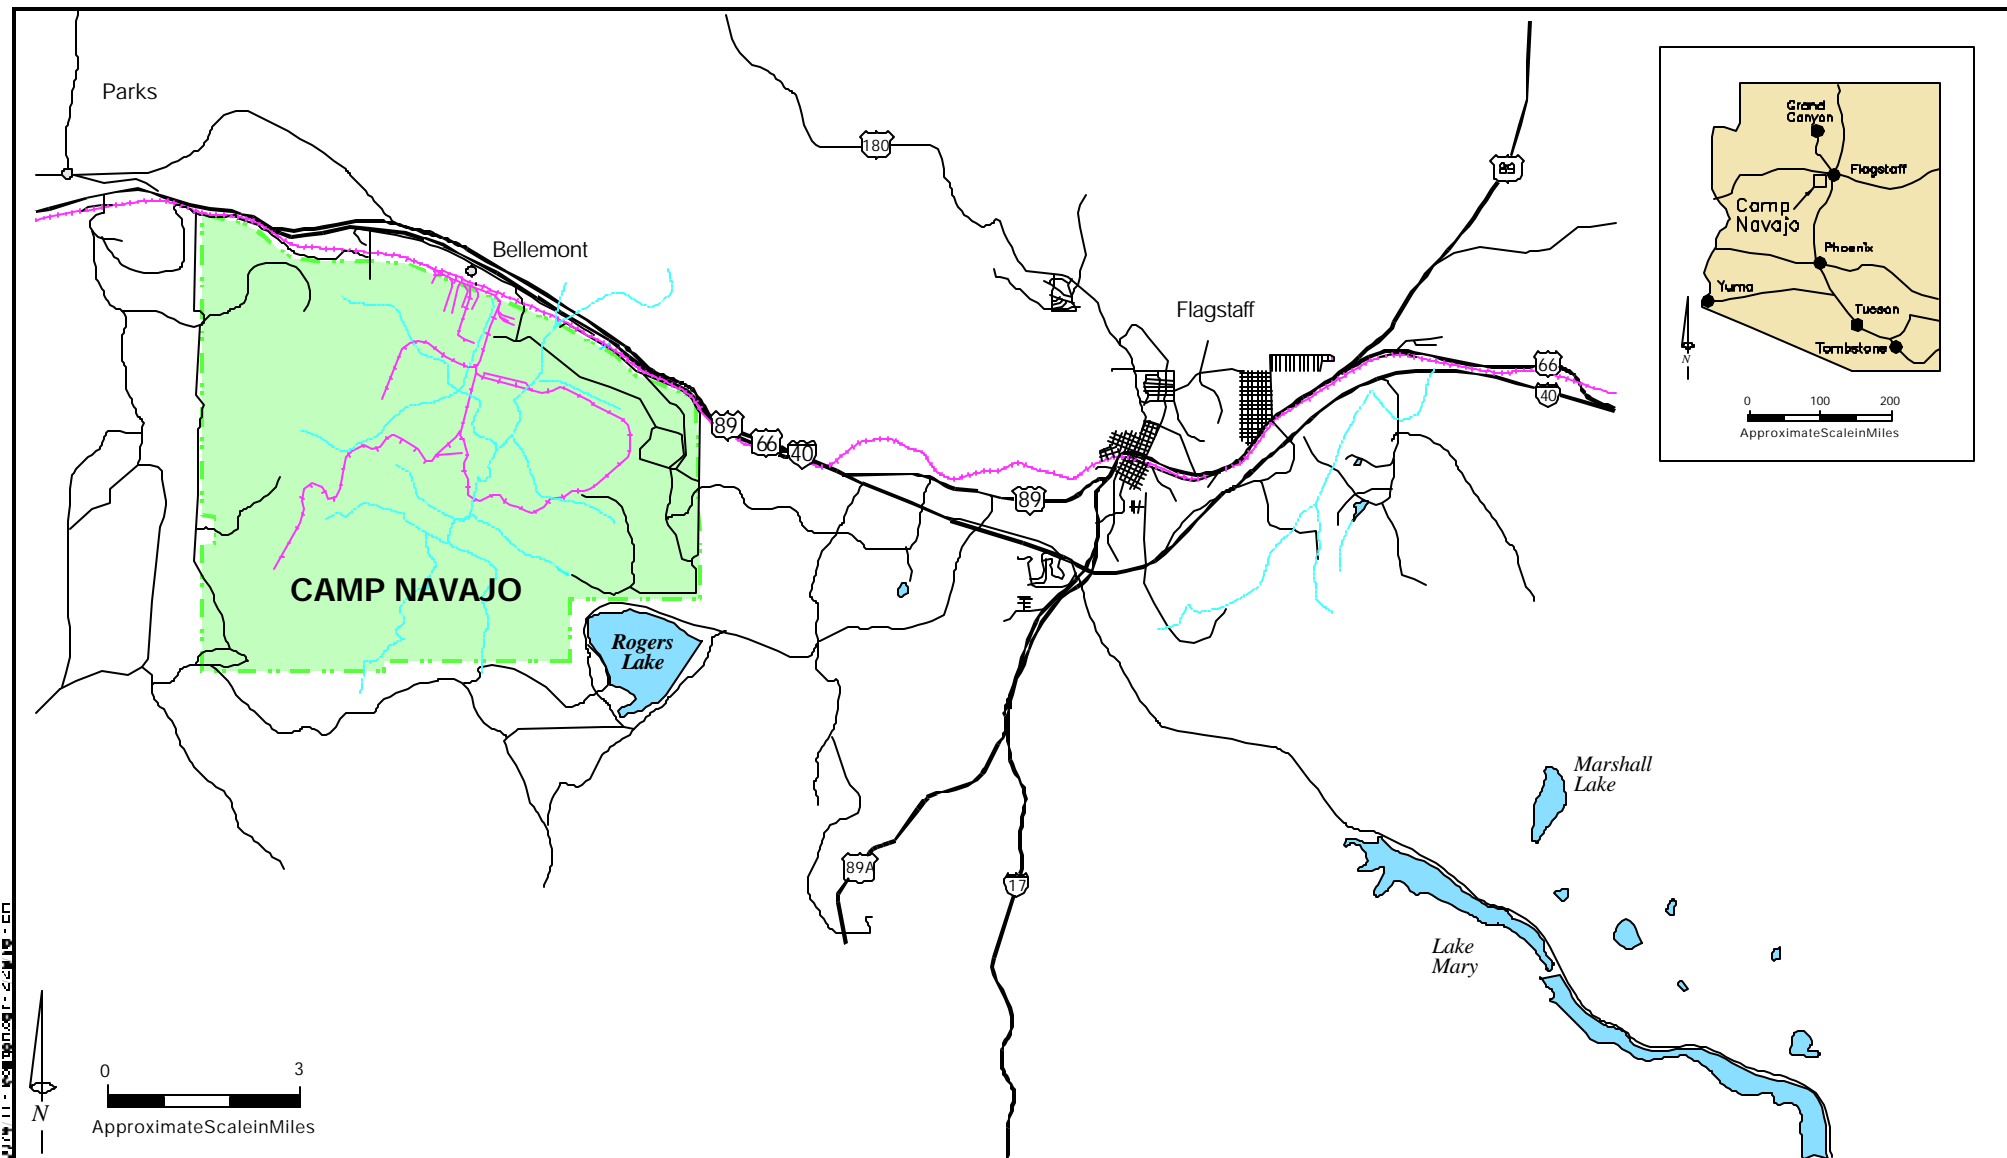 Parks
180
89
Bellemont
Flagstaff
66
40
89
66
40
89
CAMP NAVAJO
Rogers
Lake
89A
17
Marshall
Lake
Lake
Mary
0 3
ApproximateScaleinMiles
N
Grand
Canyon
Flagstaff
Camp
Navajo
Phoenix
Yuma
Tucson
Tombstone
N
0 100 200
ApproximateScaleinMiles